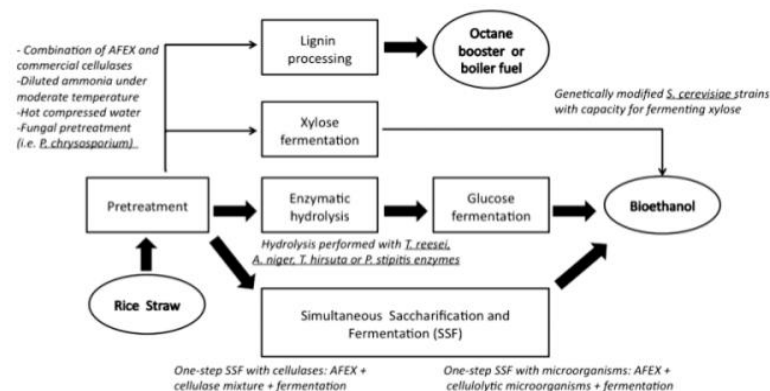 - Combination of AFEX and
commercial cellulases
-Diluted ammonia under
moderate temperature
-Hot compressed water
-Fungal pretreatment
(i.e. P. chrysosporium)
Lignin
processing
Octane
booster or
boiler fuel
Genetically modified S. cerevisiae strains
with capacity for fermenting xylose
Xylose
fermentation
Pretreatment
Enzymatic
hydrolysis
Glucose
fermentation
Bioethanol
Hydrolysis performed with T. reesei,
A. niger, T. hirsuta or P. stipitis enzymes
Rice Straw
Simultaneous Saccharification and
Fermentation (SSF)
One-step SSF with cellulases: AFEX +
cellulase mixture + fermentation
One-step SSF with microorganisms: AFEX +
cellulolytic microorganisms + fermentation